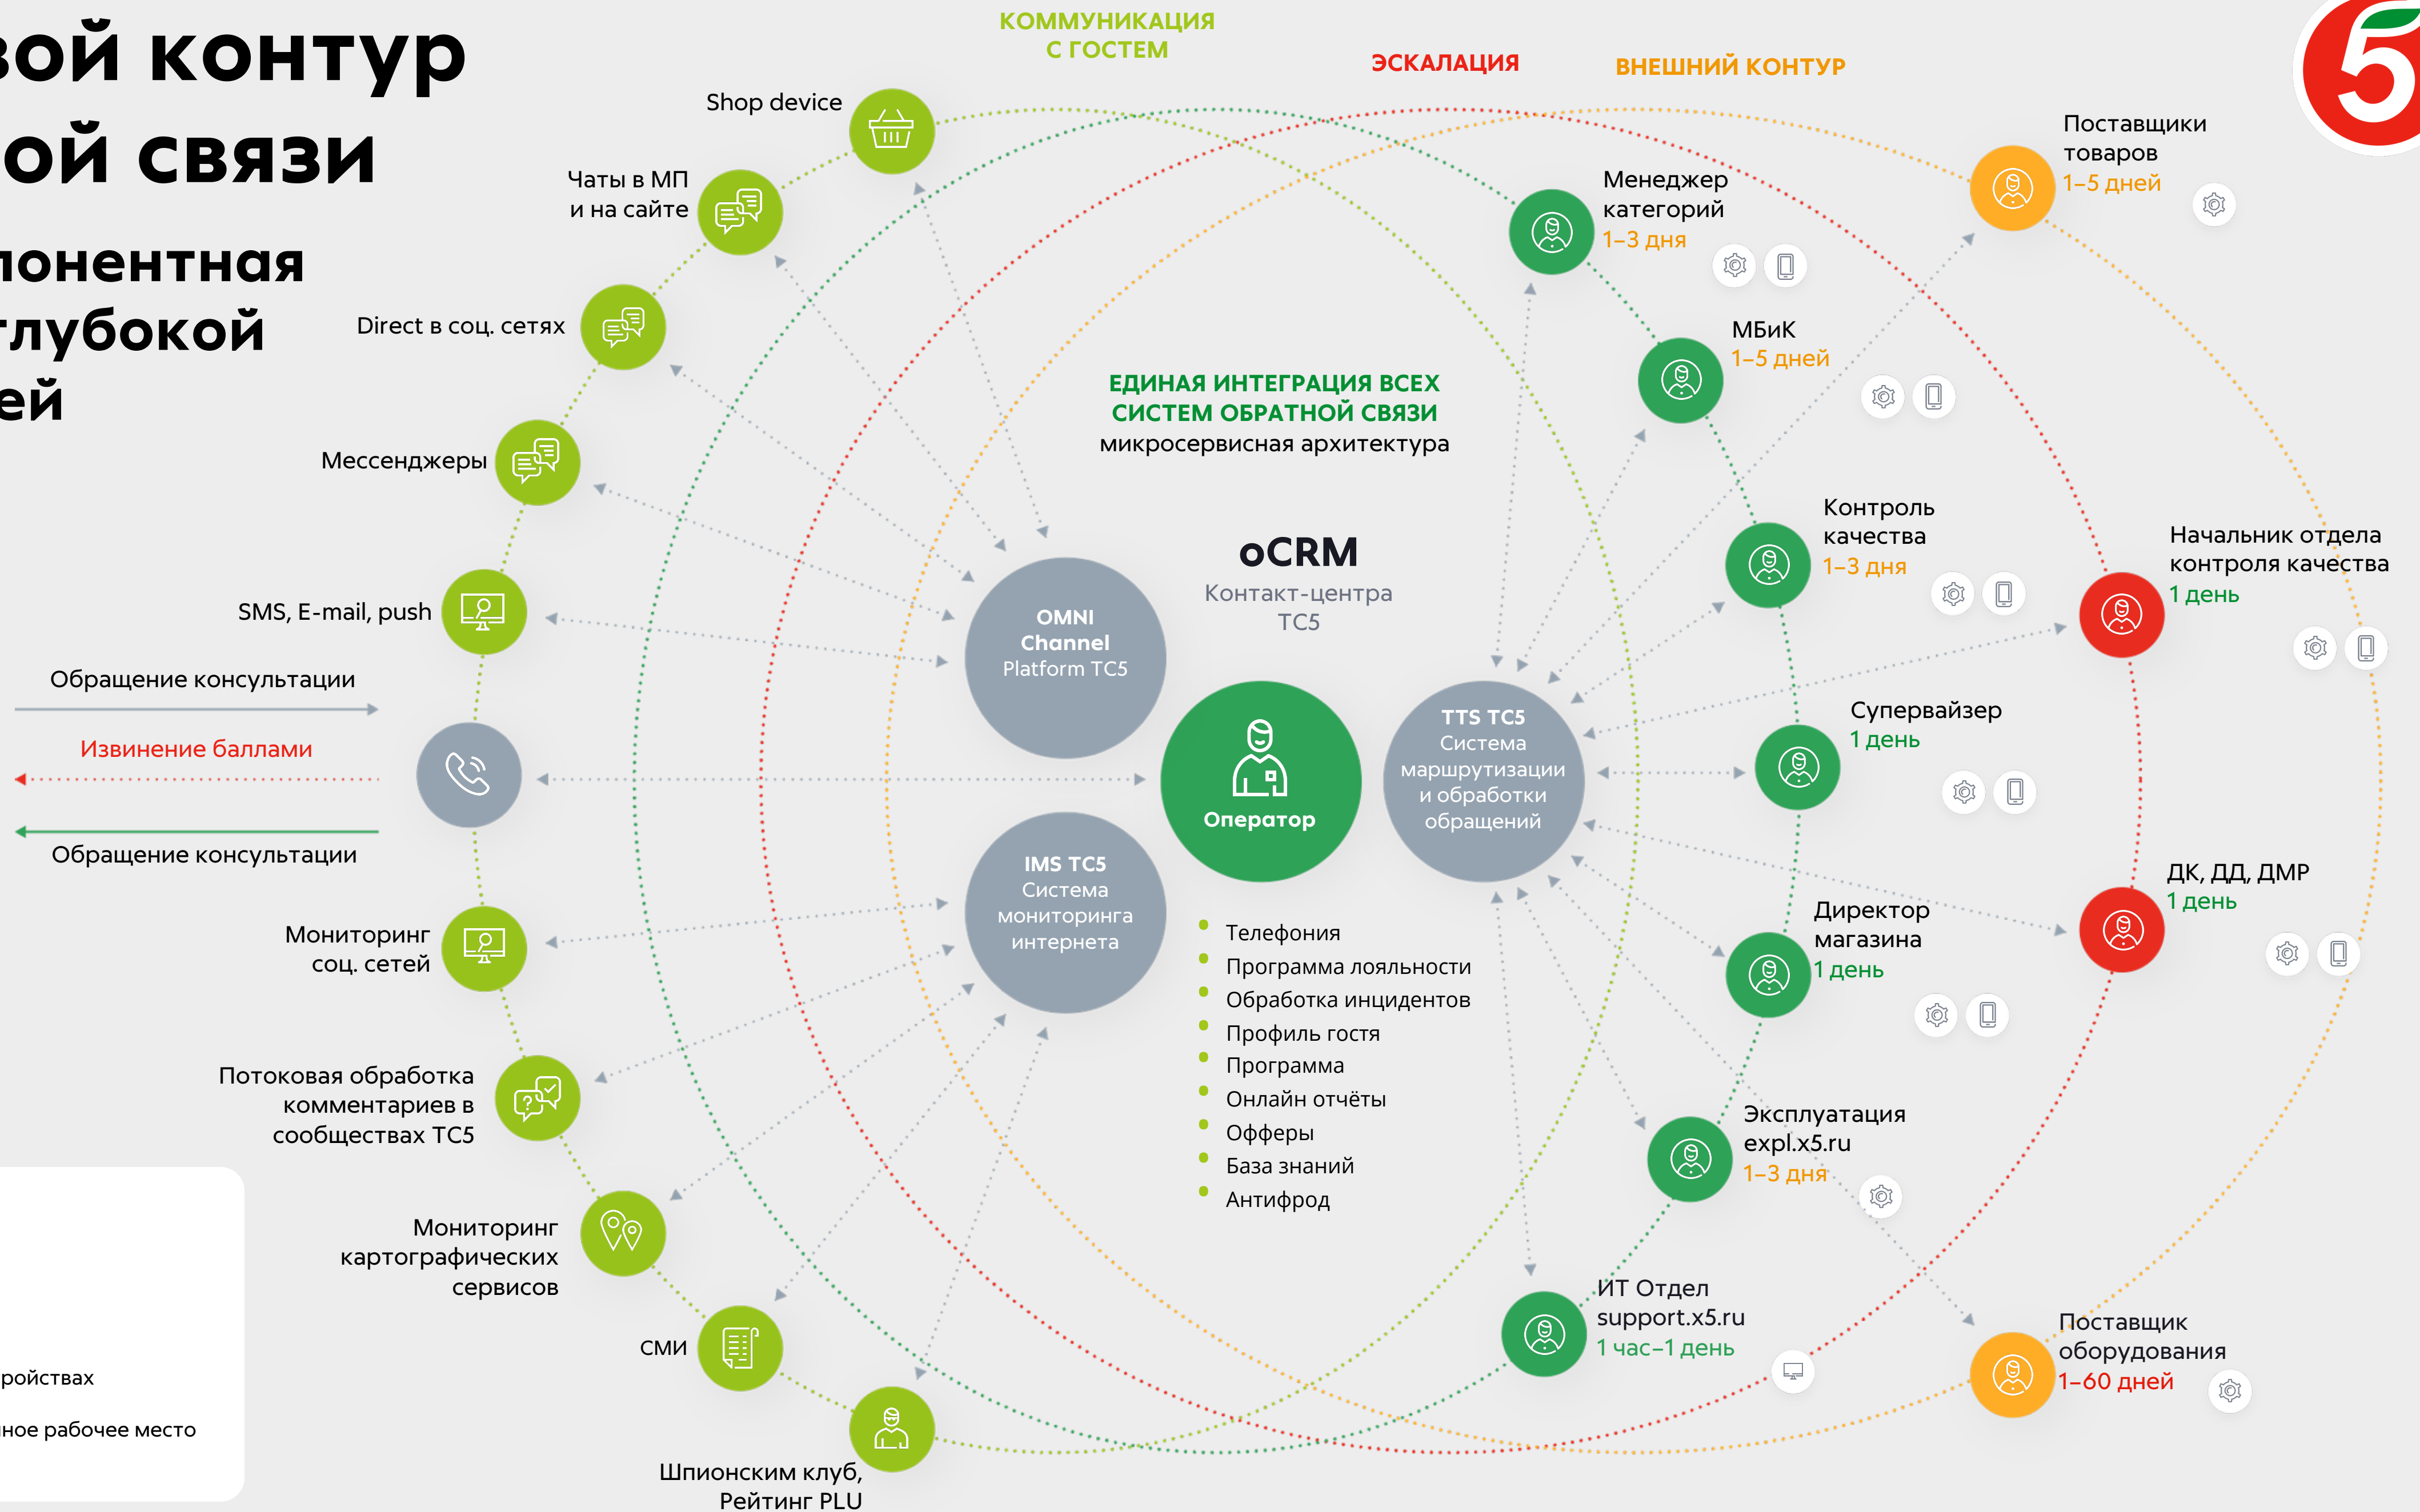 вой контур
ой связи
понентная
глубокой
ей
КОММУНИКАЦИЯ
С ГОСТЕМ
ЭСКАЛАЦИЯ
ВНЕШНИЙ КОНТУР
5
Shop device
Чаты в МП
и на сайте
Direct в соц. сетях
Мессенджеры
SMS, E-mail, push
Обращение консультации
Извинение баллами
Обращение консультации
Мониторинг
соц. сетей
Потоковая обработка
комментариев в
сообществах ТС5
Мониторинг
картографических
сервисов
СМИ
Шпионским клуб,
Рейтинг PLU
ройствах
ное рабочее место
ЕДИНАЯ ИНТЕГРАЦИЯ ВСЕХ
СИСТЕМ ОБРАТНОЙ СВЯЗИ
микросервисная архитектура
oCRM
Контакт-центра
ТС5
OMNI
Channel
Platform TC5
Оператор
IMS TC5
Система
мониторинга
интернета
TTS TC5
Система
маршрутизации
и обработки
обращений
Телефония
Программа лояльности
Обработка инцидентов
Профиль гостя
Программа
Онлайн отчёты
Офферы
База знаний
Антифрод
Менеджер
категорий
1–3 дня
МБиК
1–5 дней
Контроль
качества
1–3 дня
Супервайзер
1 день
Директор
магазина
1 день
Эксплуатация
expl.x5.ru
1–3 дня
ИТ Отдел
support.x5.ru
1 час–1 день
Поставщики
товаров
1–5 дней
Начальник отдела
контроля качества
1 день
ДК, ДД, ДМР
1 день
Поставщик
оборудования
1–60 дней